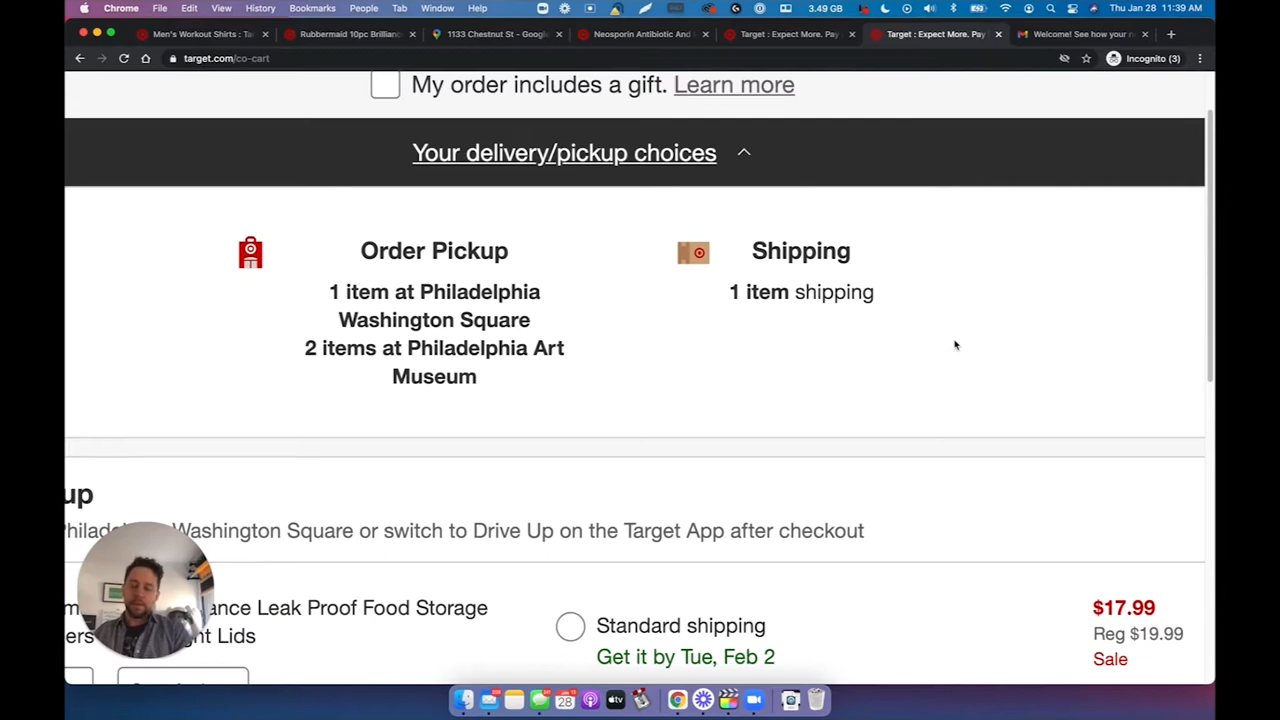 Chrome File Edit View History Bookmarks People Tab Window Help 3.49 GB Thu Jan 28 11:39 AM
Men's Workout Shirts : Ta Rubbermaid 10pc Brillianc 1133 Chestnut St - Google Neosporin Antibiotic And Target : Expect More. Pay Target : Expect More. Pay Welcome! See how your n
target.com/co-cart Incognito (3)
My order includes a gift. Learn more
Your delivery/pickup choices
Order Pickup
1 item at Philadelphia
Washington Square
2 items at Philadelphia Art
Museum
Shipping
1 item shipping
up
Washington Square or switch to Drive Up on the Target App after checkout
ance Leak Proof Food Storage
ers ght Lids
Standard shipping
Get it by Tue, Feb 2
$17.99
Reg $19.99
Sale
28
tv